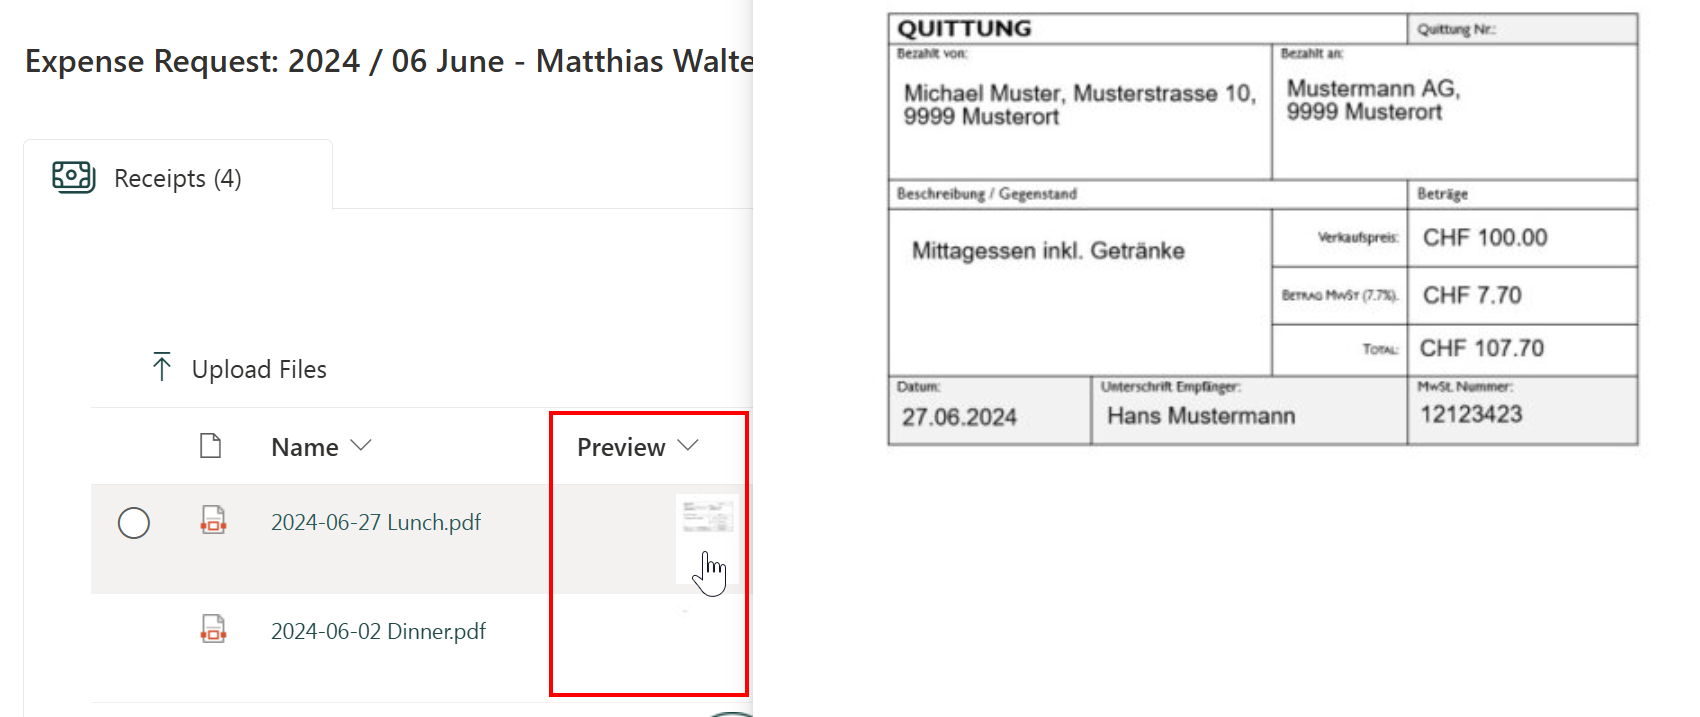 Expense Request: 2024 / 06 June - Matthias Walte
Receipts (4)
Upload Files
Name
Preview
2024-06-27 Lunch.pdf
2024-06-02 Dinner.pdf
QUITTUNG
Quittung Nr.:
Bezahlt von:
Bezahlt an:
Michael Muster, Musterstrasse 10,
9999 Musterort
Mustermann AG,
9999 Musterort
Beschreibung / Gegenstand
Beträge
Mittagessen inkl. Getränke
Verkaufspreis:
CHF 100.00
Betrag MwSt (7.7%).
CHF 7.70
Total:
CHF 107.70
Datum:
Unterschrift Empfänger:
MwSt. Nummer:
27.06.2024
Hans Mustermann
12123423